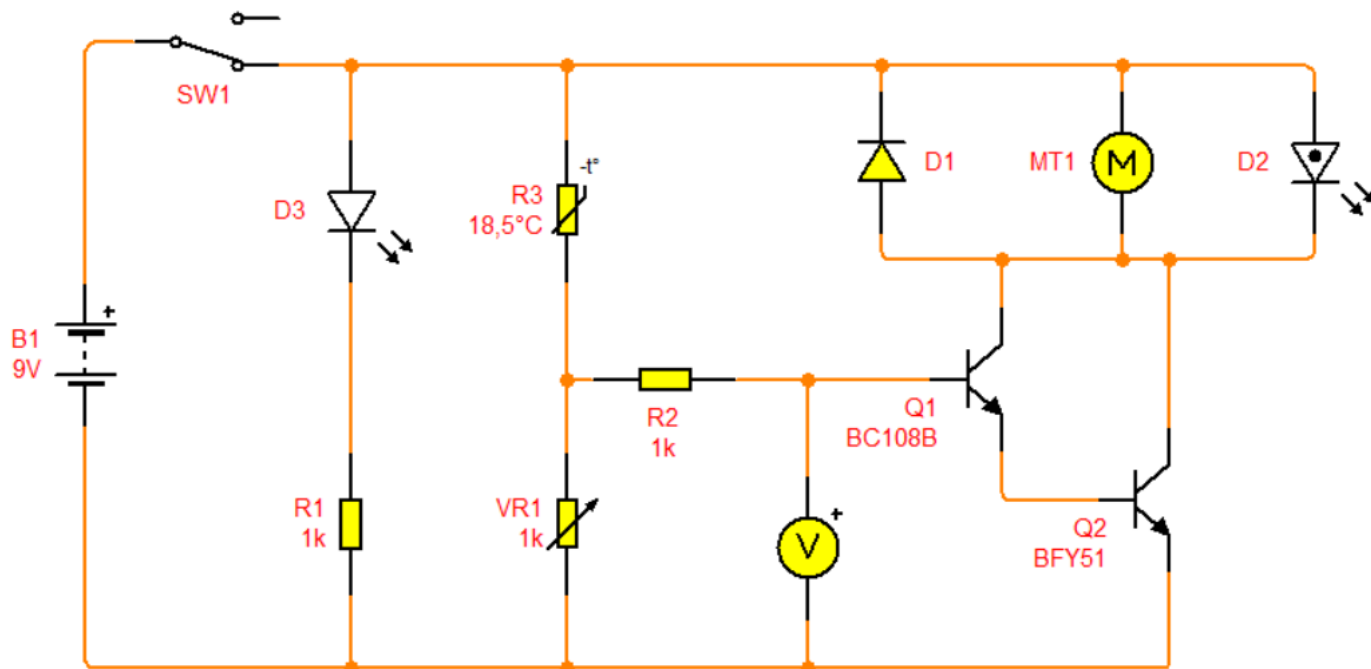 SW1
D3
-t°
R3
18,5°C
D1
MT1
M
D2
+
B1
9V
R2
1k
Q1
BC108B
R1
1k
VR1
1k
+
V
Q2
BFY51